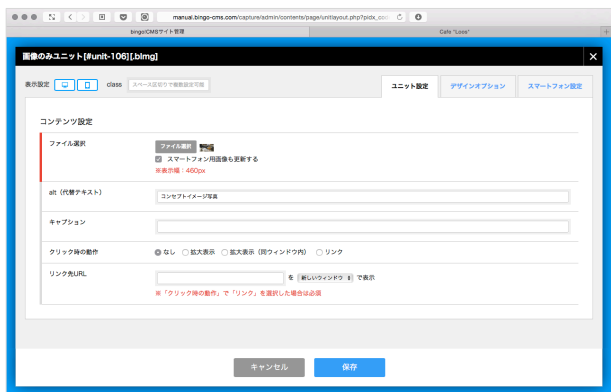 manual.bingo-cms.com/capture/admin/contents/page/unitlayout.php?pidx_co
bingo!CMSサイト管理
Cafe "Loos"
画像のみユニット[#unit-106][.bImg]
表示設定
class
スペース区切りで複数設定可能
ユニット設定
デザインオプション
スマートフォン設定
コンテンツ設定
ファイル選択
ファイル選択
スマートフォン用画像も更新する
※表示幅：460px
alt（代替テキスト）
コンセプトイメージ写真
キャプション
クリック時の動作
なし 拡大表示 拡大表示（同ウィンドウ内） リンク
リンク先URL
を 新しいウィンドウ で表示
※「クリック時の動作」で「リンク」を選択した場合は必須
キャンセル
保存